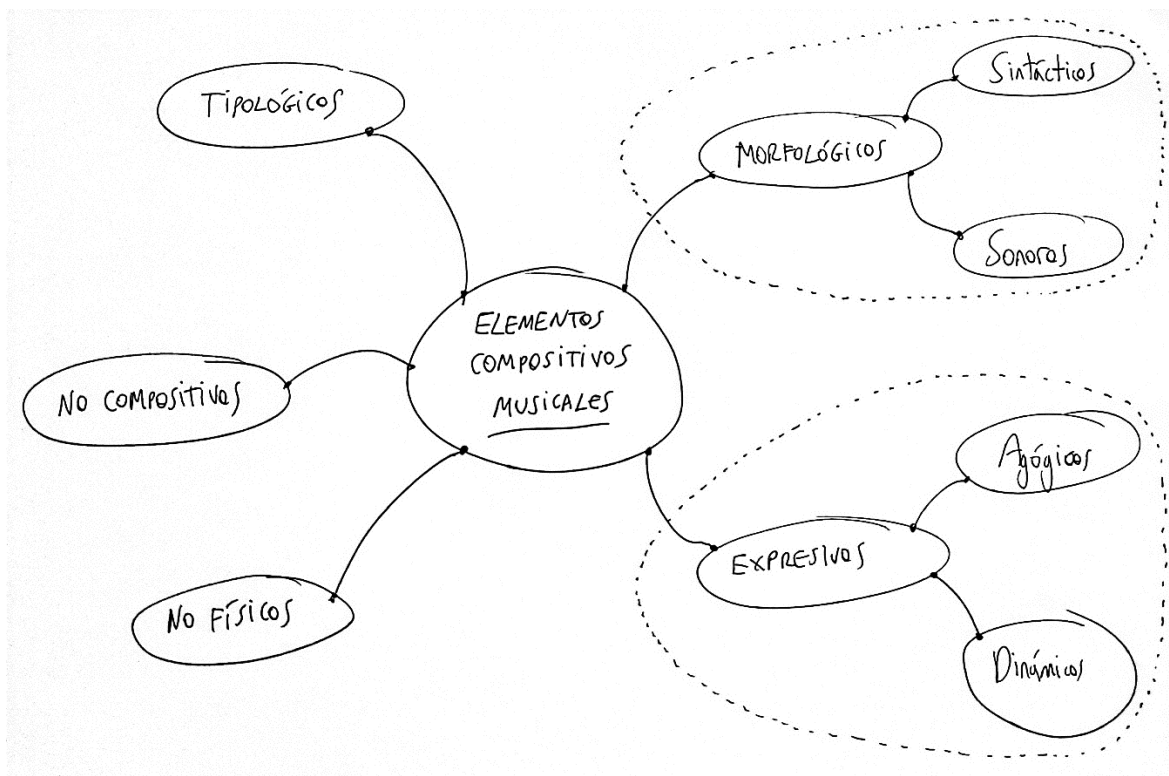 TIPOLÓGICOS
NO COMPOSITIVOS
NO FÍSICOS
ELEMENTOS
COMPOSITIVOS
MUSICALES
MORFOLÓGICOS
Sintácticos
Sonoros
EXPRESIVOS
Agógicos
Dinámicos